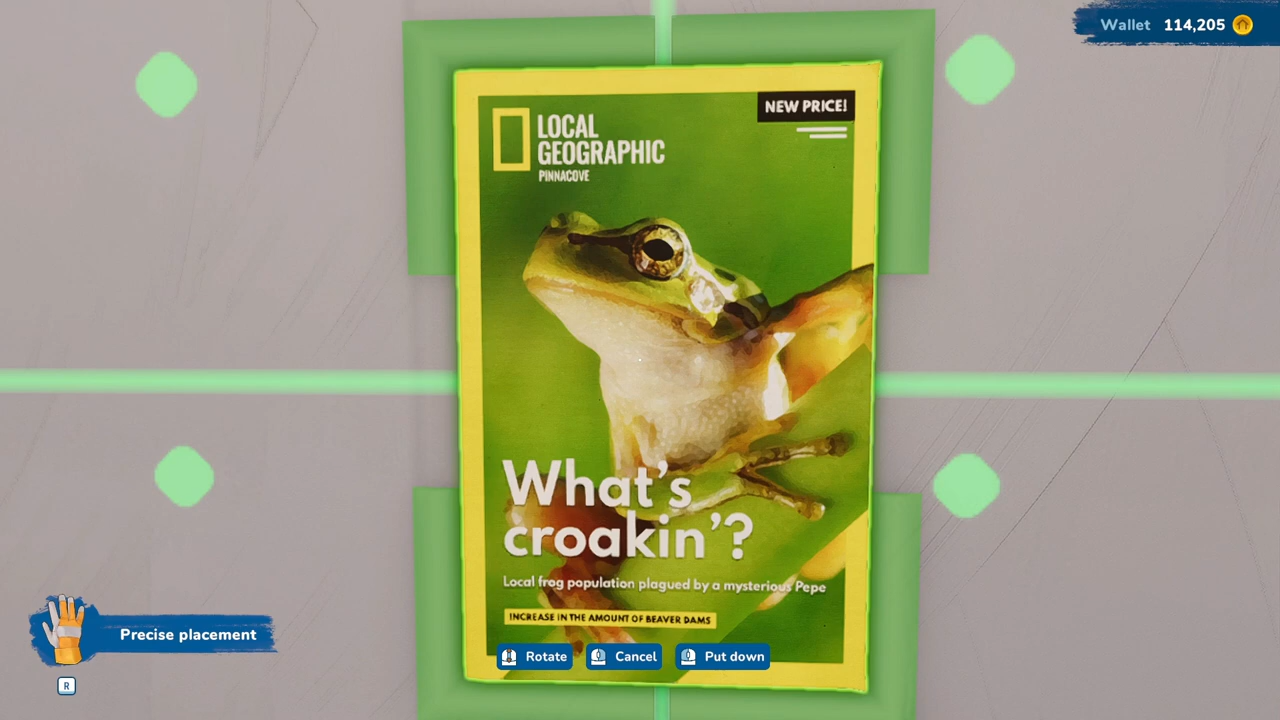 Wallet 114,205
NEW PRICE!
LOCAL
GEOGRAPHIC
PINNACOVE
What's
croakin'?
Local frog population plagued by a mysterious Pepe
INCREASE IN THE AMOUNT OF BEAVER DAMS
Precise placement
R
Rotate
Cancel
Put down